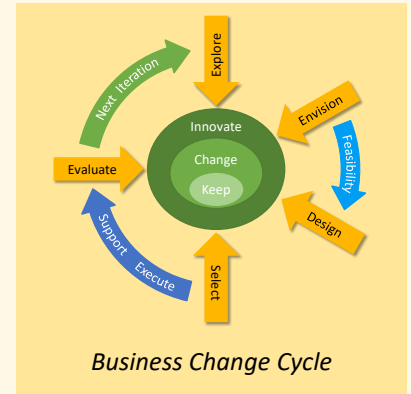 Explore
Next Iteration
Innovate
Envision
Change
Feasibility
Evaluate
Keep
Design
Support Execute
Select
Business Change Cycle